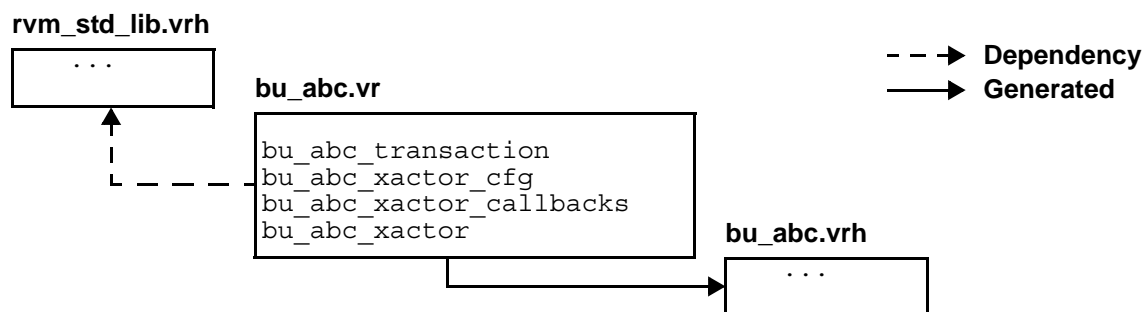 rvm_std_lib.vrh
...
Dependency
Generated
bu_abc.vr
bu_abc_transaction
bu_abc_xactor_cfg
bu_abc_xactor_callbacks
bu_abc_xactor
bu_abc.vrh
...